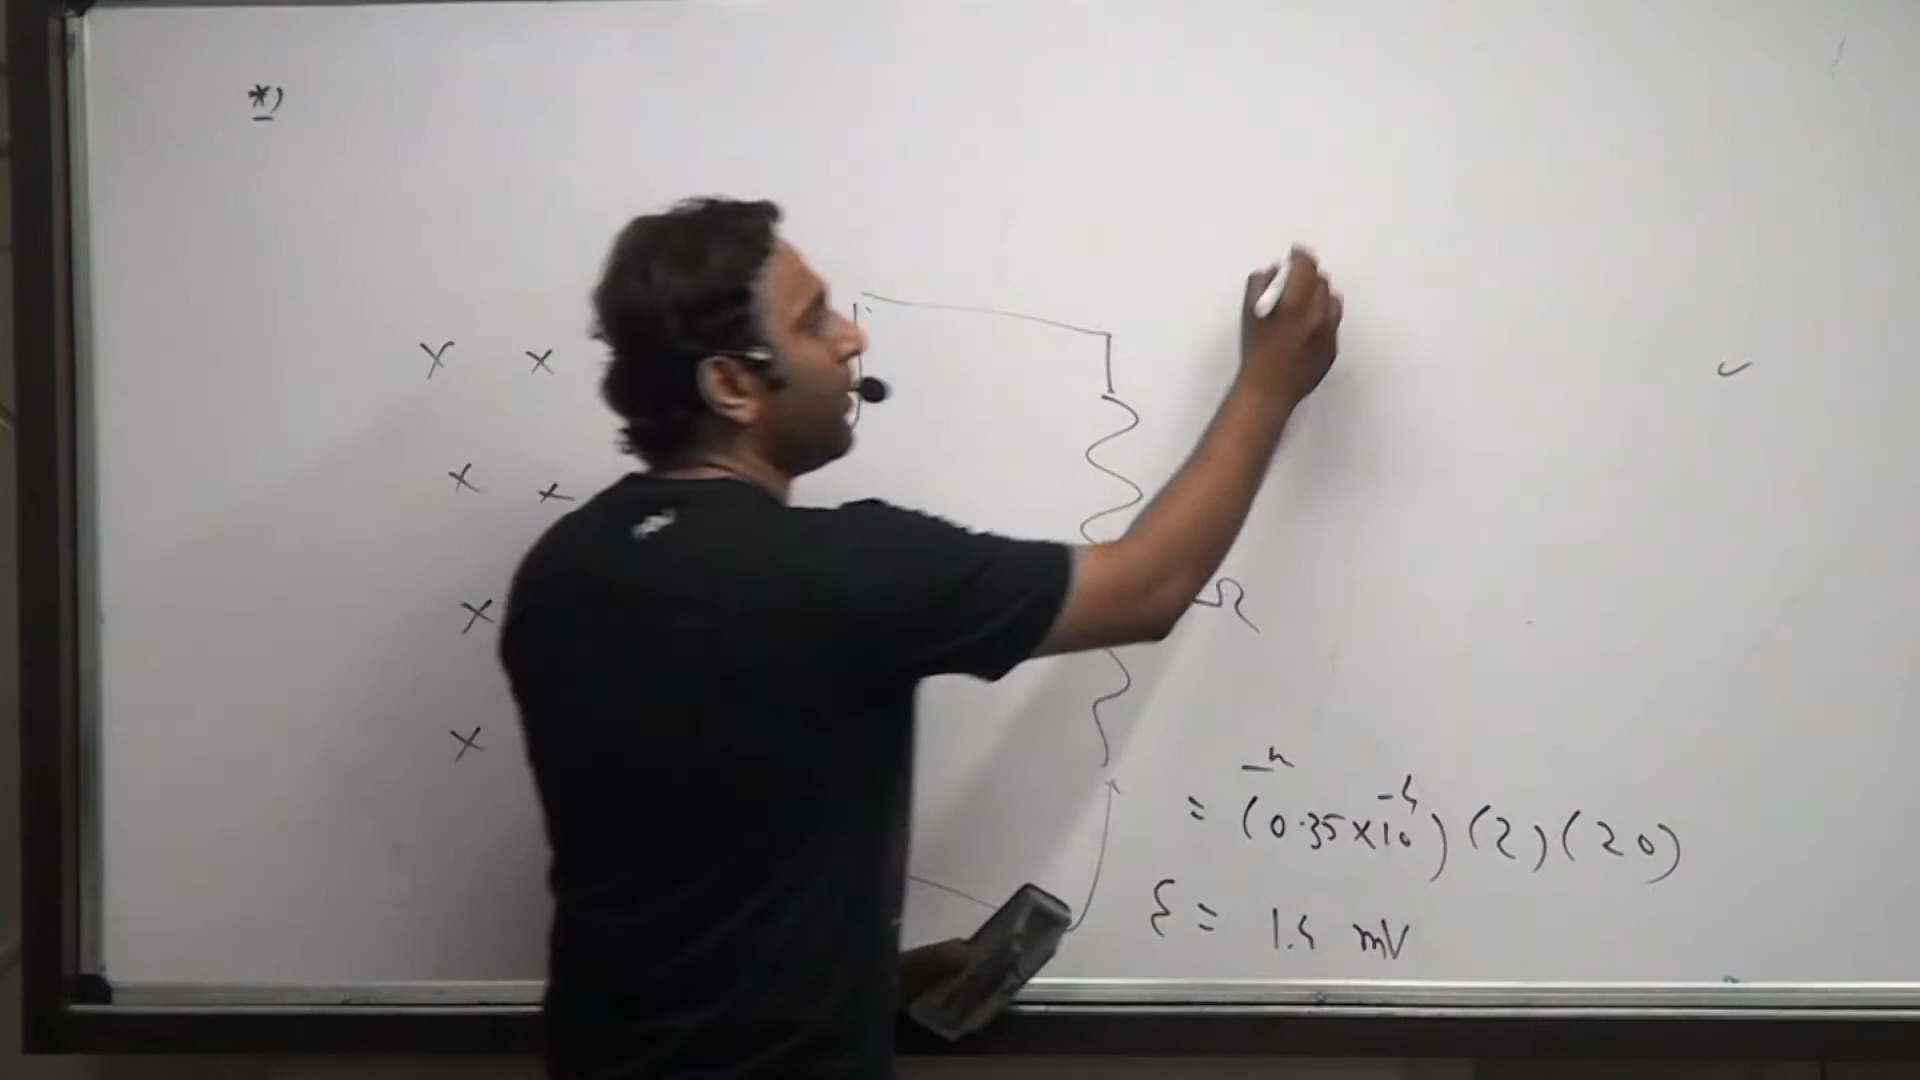 *)
x x
x x
x
x
Ω
= (0.35×10⁻⁴) (2) (20)
ε = 1.4 mV